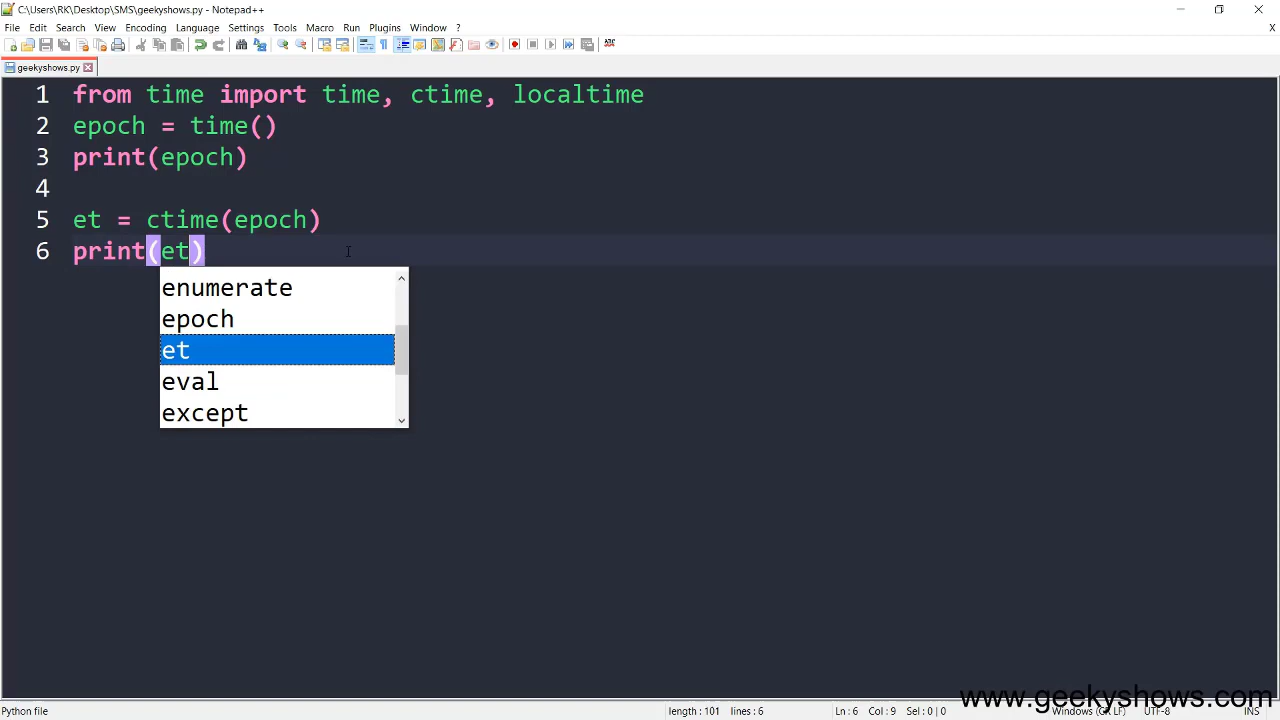 C:\Users\RK\Desktop\SMS\geekyshows.py - Notepad++
File Edit Search View Encoding Language Settings Tools Macro Run Plugins Window ? X
ABC
geekyshows.py
1 from time import time, ctime, localtime
2 epoch = time()
3 print(epoch)
4
5 et = ctime(epoch)
6 print(et)
enumerate
epoch
et
eval
except
www.geekyshows.com
Python file length : 101 lines : 6 Ln : 6 Col : 9 Sel : 0 | 0 Windows (CR LF) UTF-8 INS